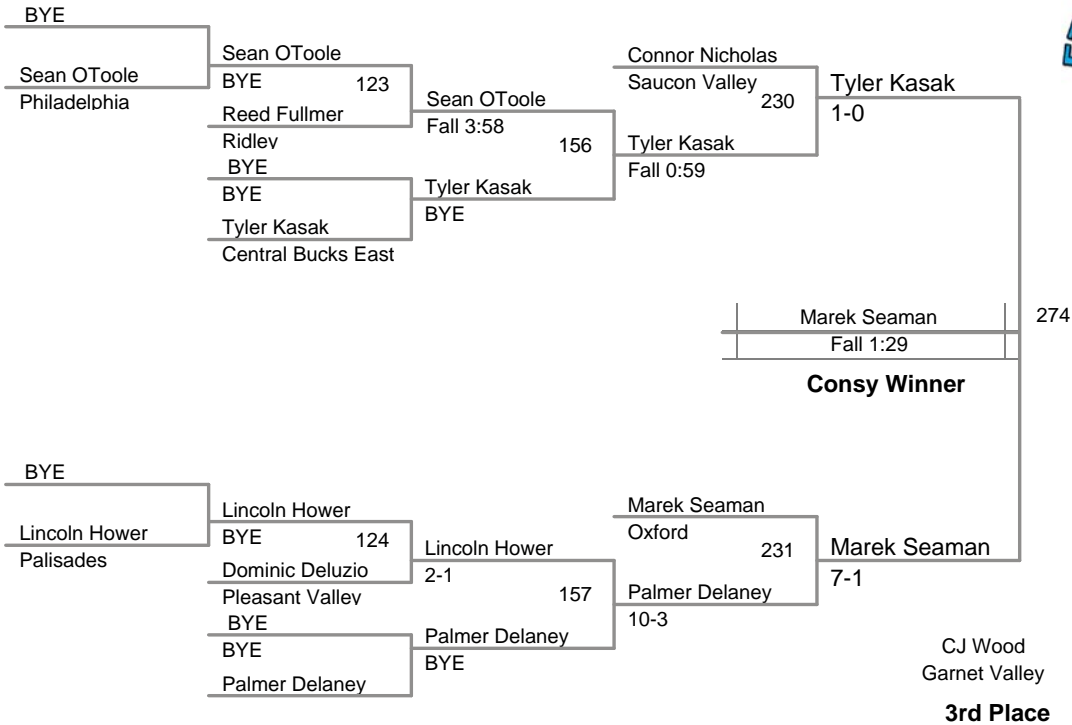 BYE
Sean OToole
Philadelphia
Sean OToole
BYE 123
Reed Fullmer
Ridley
BYE
BYE
Tyler Kasak
Central Bucks East
Sean OToole
Fall 3:58
156
Tyler Kasak
BYE
Connor Nicholas
Saucon Valley
230
Tyler Kasak
Fall 0:59
Tyler Kasak
1-0
Marek Seaman
274
Fall 1:29
Consy Winner
BYE
Lincoln Hower
Palisades
Lincoln Hower
BYE 124
Dominic Deluzio
Pleasant Valley
BYE
BYE
Palmer Delaney
Lincoln Hower
2-1
157
Palmer Delaney
BYE
Marek Seaman
Oxford
231
Palmer Delaney
10-3
Marek Seaman
7-1
CJ Wood
Garnet Valley
3rd Place